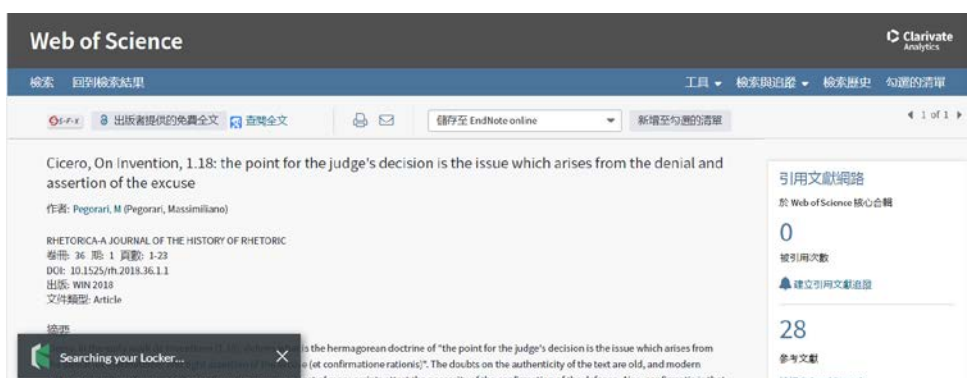 Web of Science
Clarivate
Analytics
檢索 回到檢索結果 工具 檢索與追蹤 檢索歷史 勾選的清單
S-F-X 出版者提供的免費全文 查閱全文 儲存至 EndNote online 新增至勾選的清單 1 of 1
Cicero, On Invention, 1.18: the point for the judge's decision is the issue which arises from the denial and
assertion of the excuse
作者: Pegorari, M (Pegorari, Massimiliano)
RHETORICA-A JOURNAL OF THE HISTORY OF RHETORIC
卷冊: 36 期: 1 頁數: 1-23
DOI: 10.1525/rh.2018.36.1.1
出版: WIN 2018
文件類型: Article
摘要
is the hermagorean doctrine of "the point for the judge's decision is the issue which arises from
(et confirmatione rationis)". The doubts on the authenticity of the text are old, and modern
Searching your Locker...
引用文獻網路
於 Web of Science 核心合輯
0
被引用次數
建立引用文獻追蹤
28
參考文獻